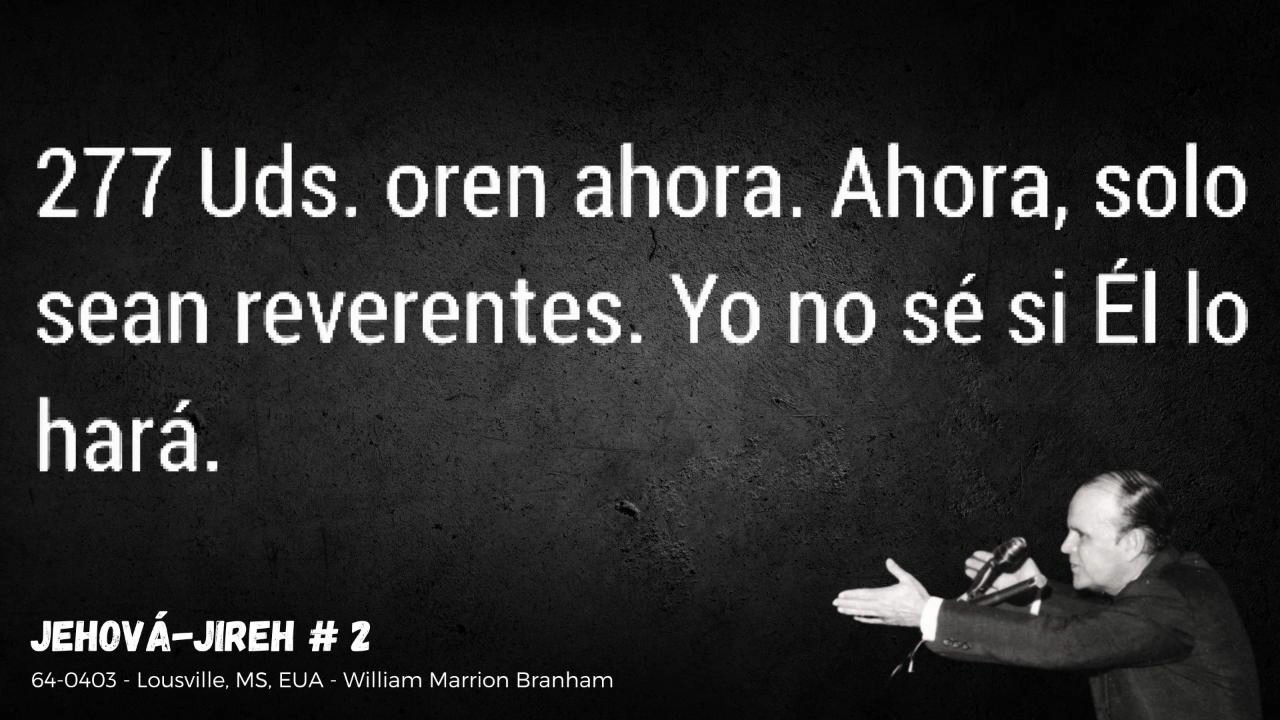 277 Uds. oren ahora. Ahora, solo
sean reverentes. Yo no sé si Él lo
hará.
JEHOVÁ-JIREH # 2
64-0403 - Lousville, MS, EUA - William Marrion Branham